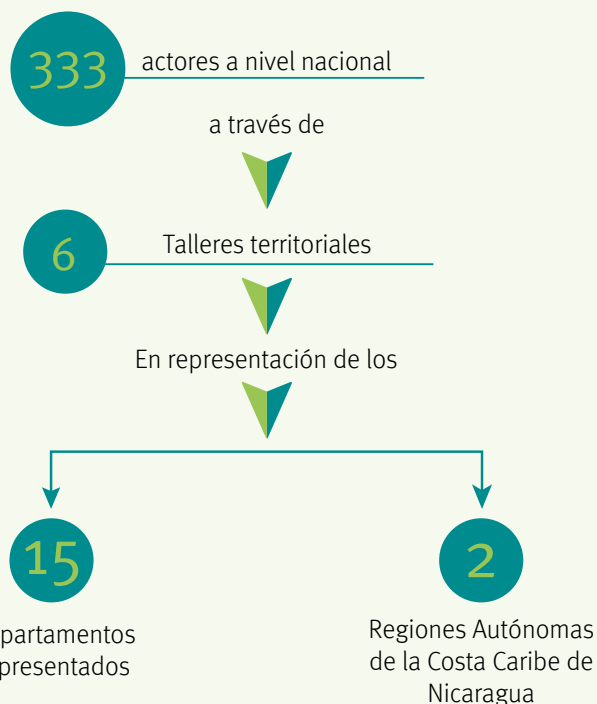 333 actores a nivel nacional
a través de
6 Talleres territoriales
En representación de los
15
partamentos
presentados
2
Regiones Autónomas
de la Costa Caribe de
Nicaragua